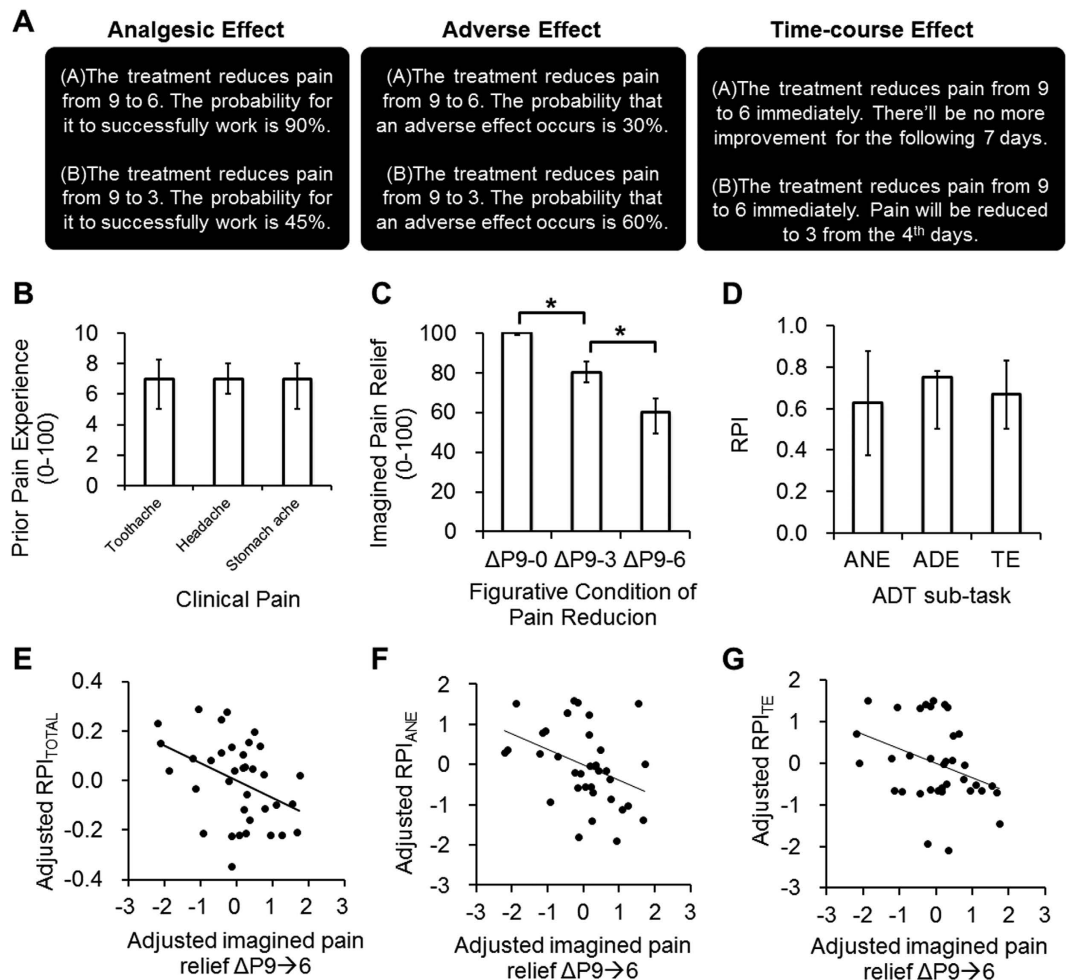 A
Analgesic Effect
Adverse Effect
Time-course Effect
(A)The treatment reduces pain
from 9 to 6. The probability for
it to successfully work is 90%.
(B)The treatment reduces pain
from 9 to 3. The probability for
it to successfully work is 45%.
(A)The treatment reduces pain
from 9 to 6. The probability that
an adverse effect occurs is 30%.
(B)The treatment reduces pain
from 9 to 3. The probability that
an adverse effect occurs is 60%.
(A)The treatment reduces pain from 9
to 6 immediately. There'll be no more
improvement for the following 7 days.
(B)The treatment reduces pain from 9
to 6 immediately. Pain will be reduced
to 3 from the 4th days.
B
Prior Pain Experience
(0-100)
10
8
6
4
2
0
Toothache
Headache
Stomach ache
Clinical Pain
C
Imagined Pain Relief
(0-100)
100
80
60
40
20
0
*
*
ΔP9-0 ΔP9-3 ΔP9-6
Figurative Condition of
Pain Reducion
D
RPI
1.0
0.8
0.6
0.4
0.2
0.0
ANE ADE TE
ADT sub-task
E
Adjusted RPITOTAL
0.4
0.2
0.0
-0.2
-0.4
-3 -2 -1 0 1 2 3
Adjusted imagined pain
relief ΔP9→6
F
Adjusted RPIANE
2
1
0
-1
-2
-3
-3 -2 -1 0 1 2 3
Adjusted imagined pain
relief ΔP9→6
G
Adjusted RPITE
2
1
0
-1
-2
-3
-3 -2 -1 0 1 2 3
Adjusted imagined pain
relief ΔP9→6